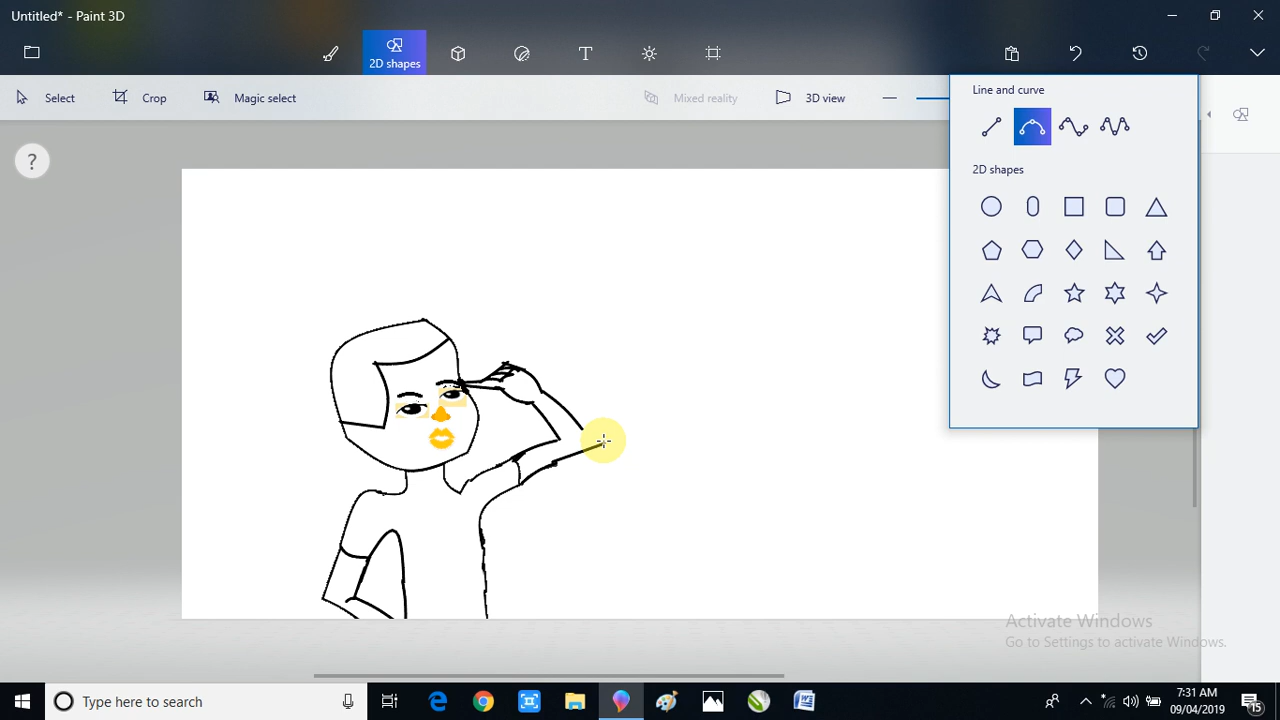 Untitled* - Paint 3D
2D shapes
Select
Crop
Magic select
Mixed reality
3D view
Line and curve
2D shapes
?
T
Activate Windows
Go to Settings to activate Windows.
Type here to search
7:31 AM
09/04/2019
15